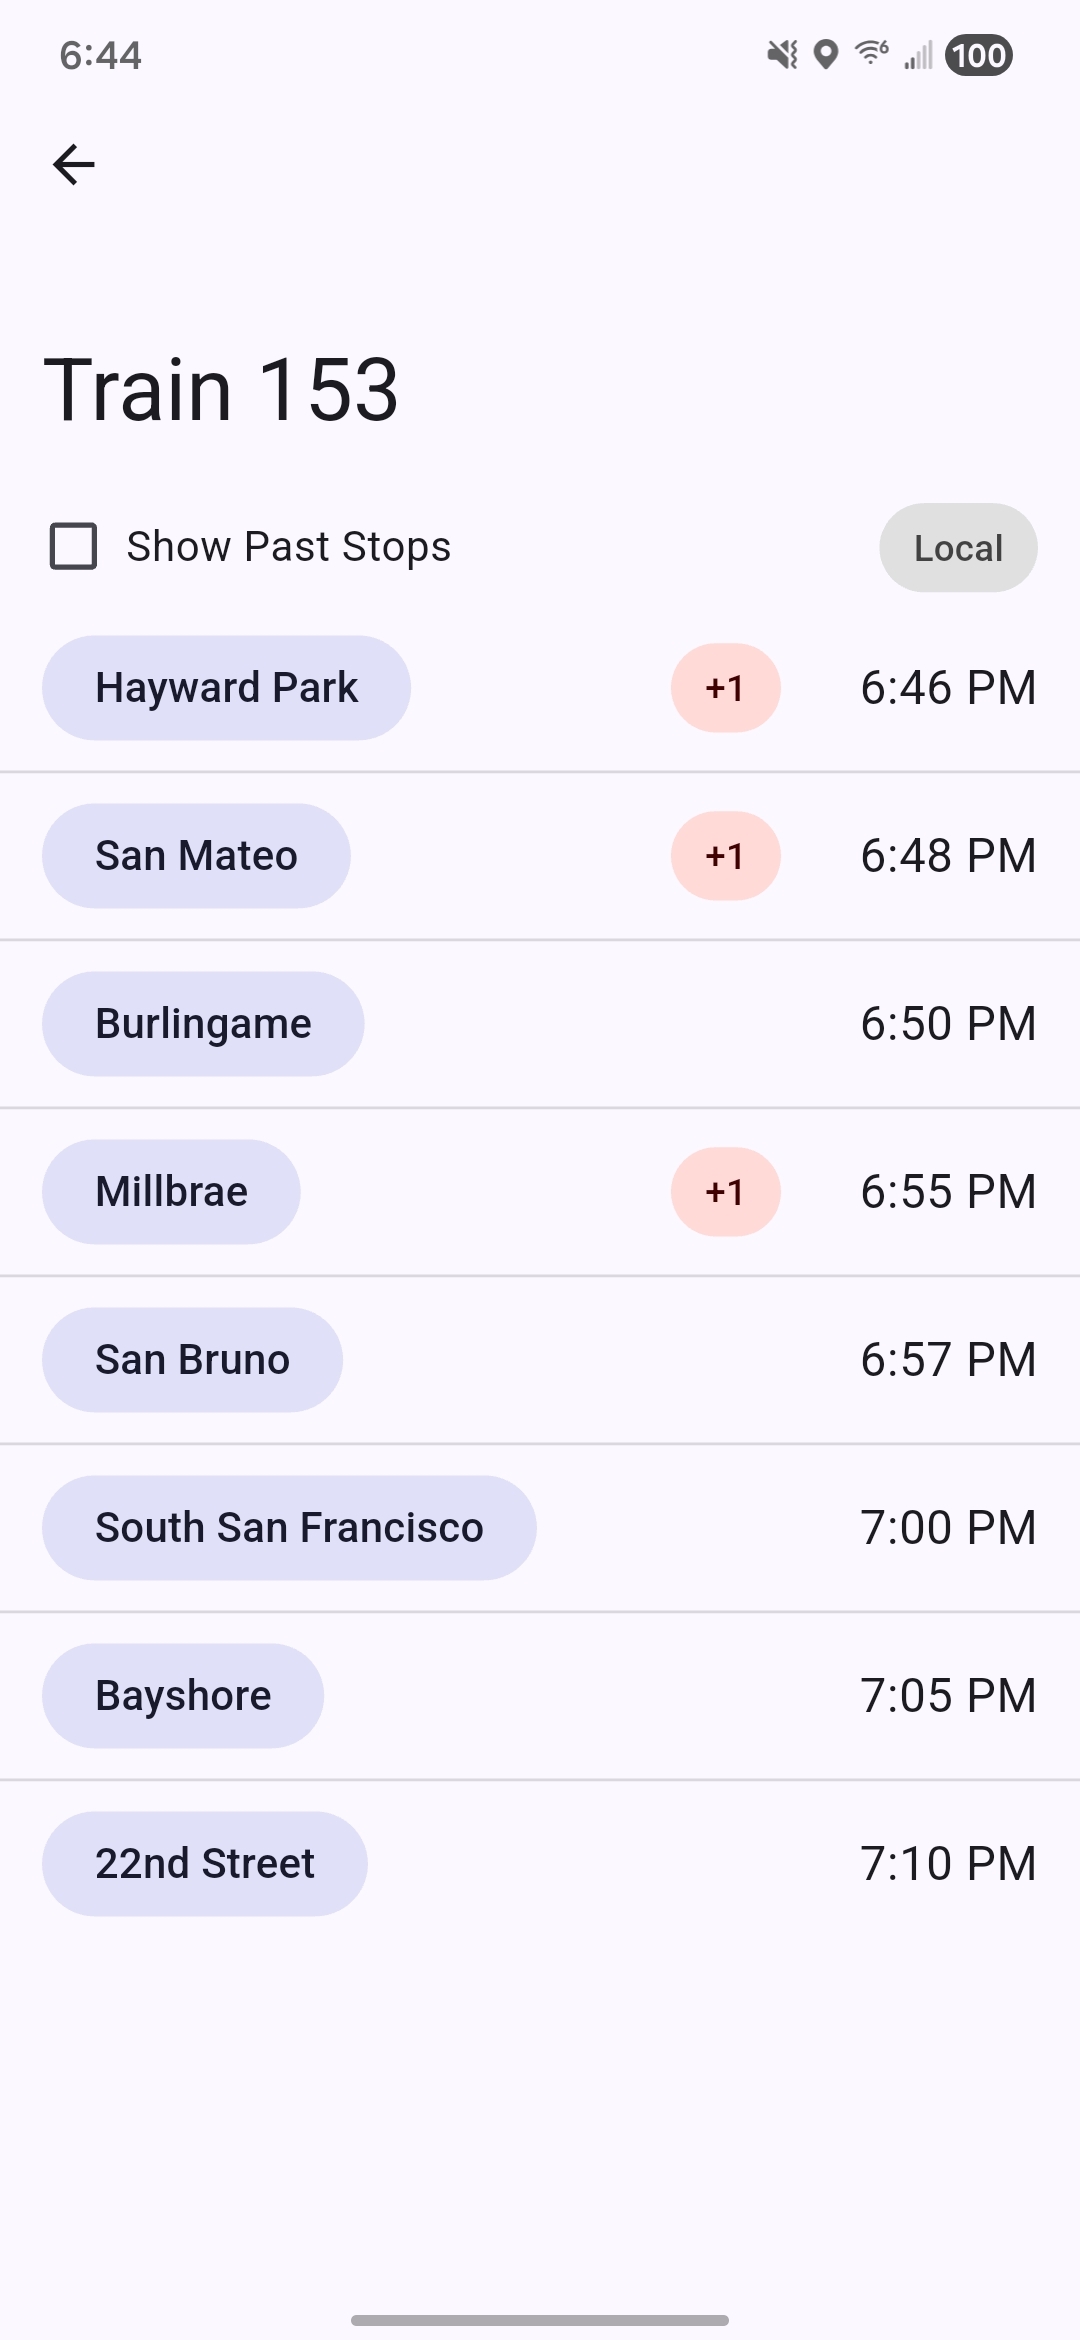 6:44
6
100
Train 153
Show Past Stops
Local
Hayward Park +1 6:46 PM
San Mateo +1 6:48 PM
Burlingame 6:50 PM
Millbrae +1 6:55 PM
San Bruno 6:57 PM
South San Francisco 7:00 PM
Bayshore 7:05 PM
22nd Street 7:10 PM